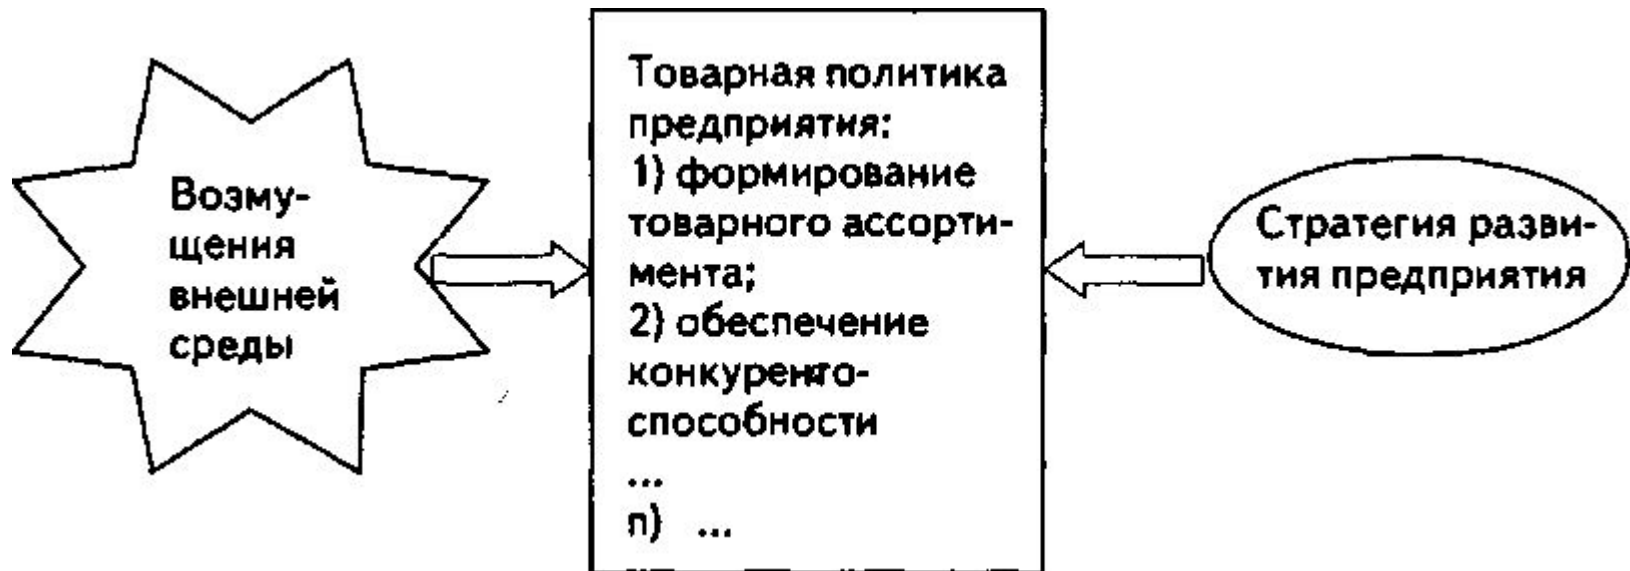 Возму-
щения
внешней
среды
Товарная политика
предприятия:
1) формирование
товарного ассорти-
мента;
2) обеспечение
конкуренто-
способности
...
п) ...
Стратегия разви-
тия предприятия